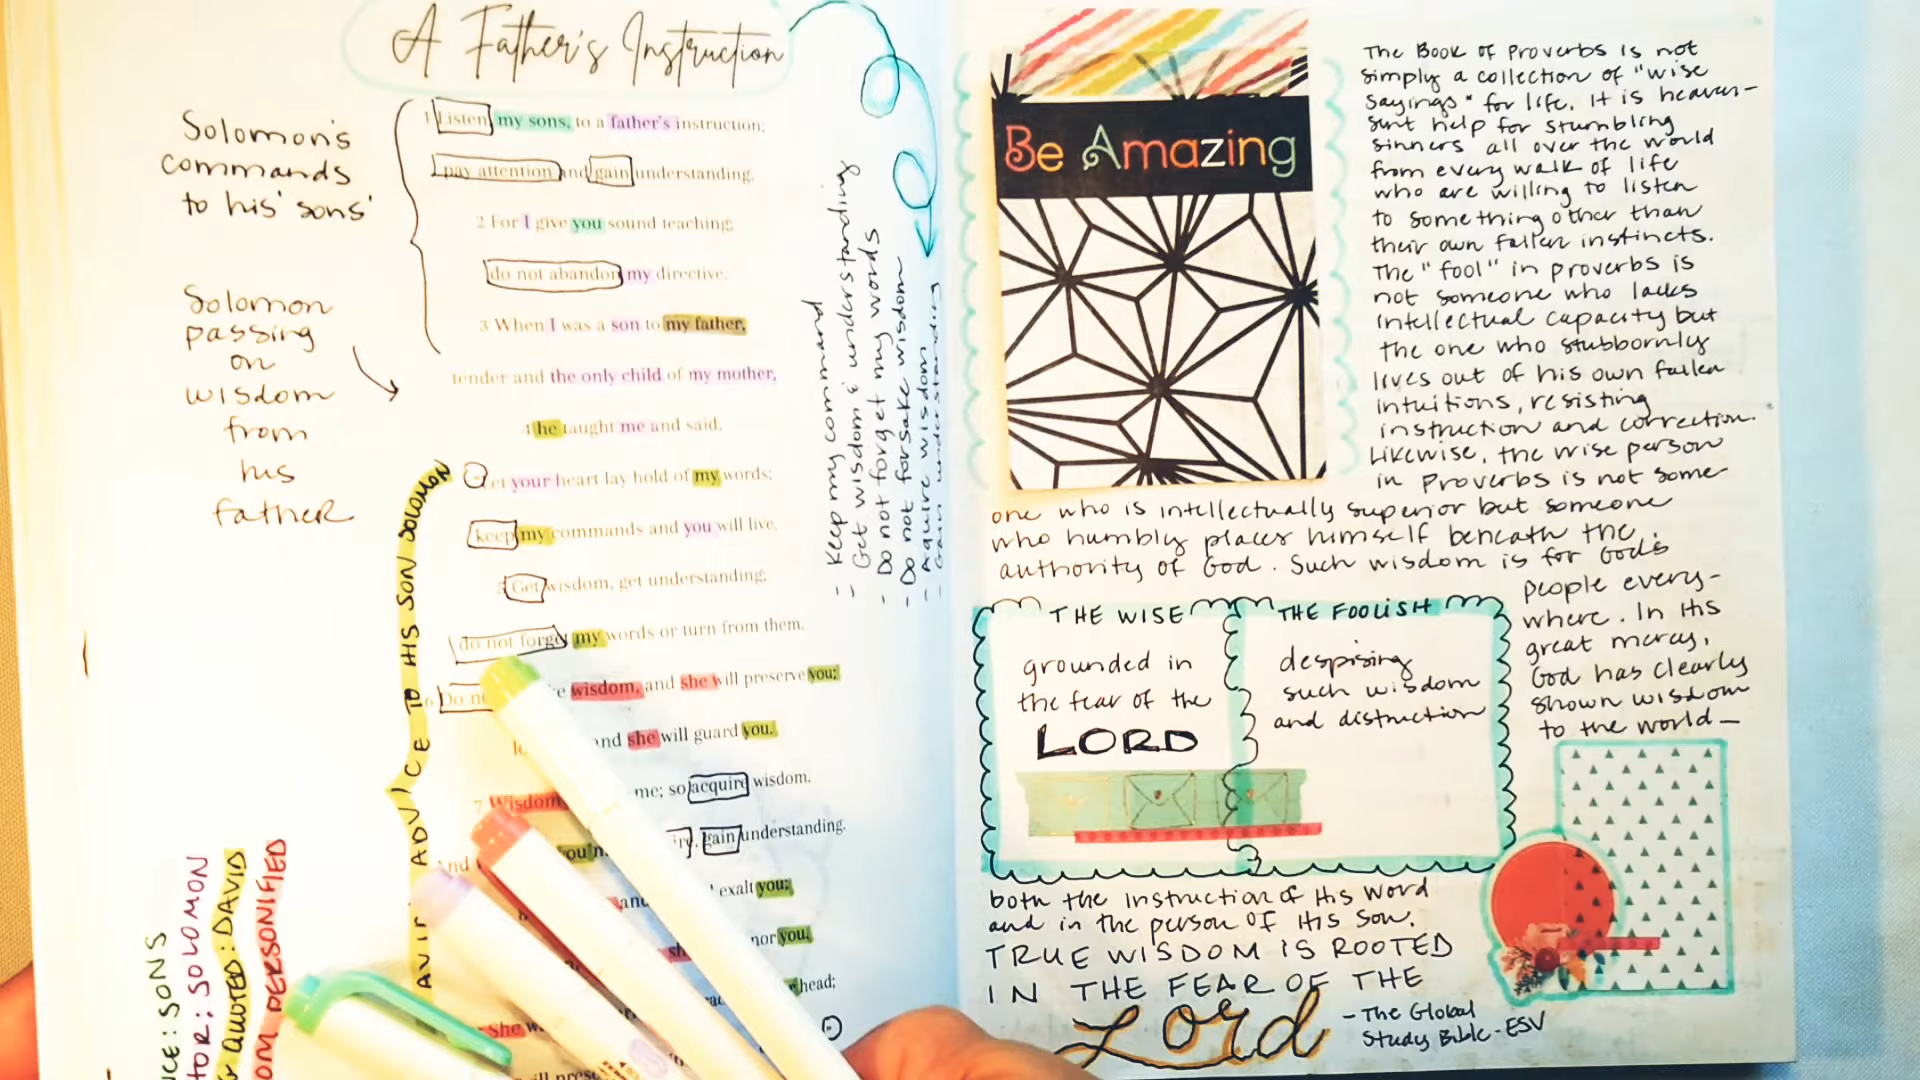 A Father's Instruction
Solomon's
commands
to his 'sons'
Solomon
passing
on
wisdom
from
his
father
1 Listen my sons, to a father's instruction;
pay attention and gain understanding.
2 For I give you sound teaching;
do not abandon my directive.
3 When I was a son to my father,
tender and the only child of my mother,
4 he taught me and said,
your heart lay hold of my words;
keep my commands and you will live.
5 Get wisdom, get understanding;
do not forget my words or turn from them.
6 Do wisdom, and she will preserve you;
and she will guard you.
7 Wisdom me; so acquire wisdom.
gain understanding.
exalt you;
nor you.
head;
She
ADVICE TO HIS SON SOLOMON
: SONS
: SOLOMON
QUOTED: DAVID
PERSONIFIED
- Keep my command
- Get wisdom & understanding
- Do not forget my words
- Do not forsake wisdom
- Aquire wisdom
- Gain understanding
Be Amazing
The Book of Proverbs is not
simply a collection of "wise
sayings" for life. It is heaven-
sent help for stumbling
sinners all over the world
from every walk of life
who are willing to listen
to something other than
their own fallen instincts.
The "fool" in proverbs is
not someone who lacks
intellectual capacity but
the one who stubbornly
lives out of his own fallen
intuitions, resisting
instruction and correction.
Likewise, the wise person
in Proverbs is not some
one who is intellectually superior but someone
who humbly places himself beneath the
authority of God. Such wisdom is for God's
people every-
where. In His
great mercy,
God has clearly
shown wisdom
to the world—
THE WISE
grounded in
the fear of the
LORD
THE FOOLISH
despising
such wisdom
and distruction
both the instruction of His Word
and in the person of His Son.
TRUE WISDOM IS ROOTED
IN THE FEAR OF THE
Lord
- The Global
Study Bible - ESV